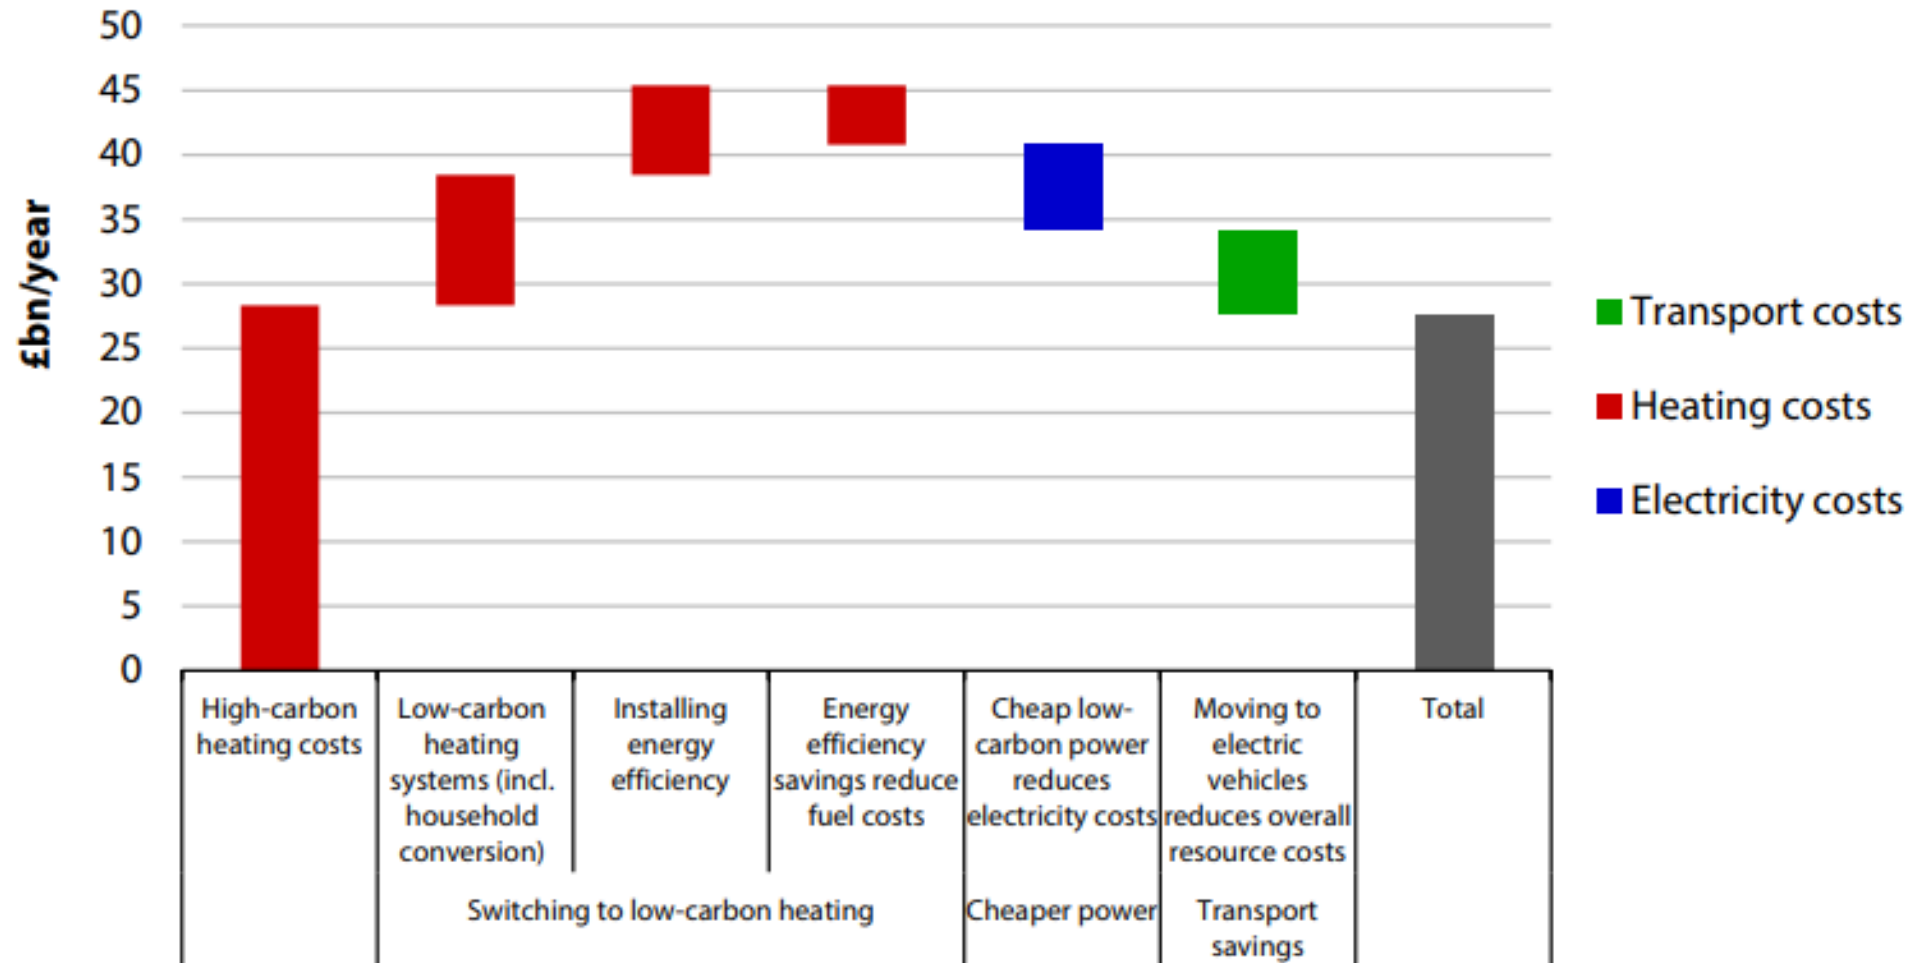 50
45
40
35
30
25
20
15
10
5
0
£bn/year
High-carbon
heating costs
Low-carbon
heating
systems (incl.
household
conversion)
Installing
energy
efficiency
Energy
efficiency
savings reduce
fuel costs
Cheap low-
carbon power
reduces
electricity costs
Moving to
electric
vehicles
reduces overall
resource costs
Total
Switching to low-carbon heating
Cheaper power
Transport
savings
Transport costs
Heating costs
Electricity costs